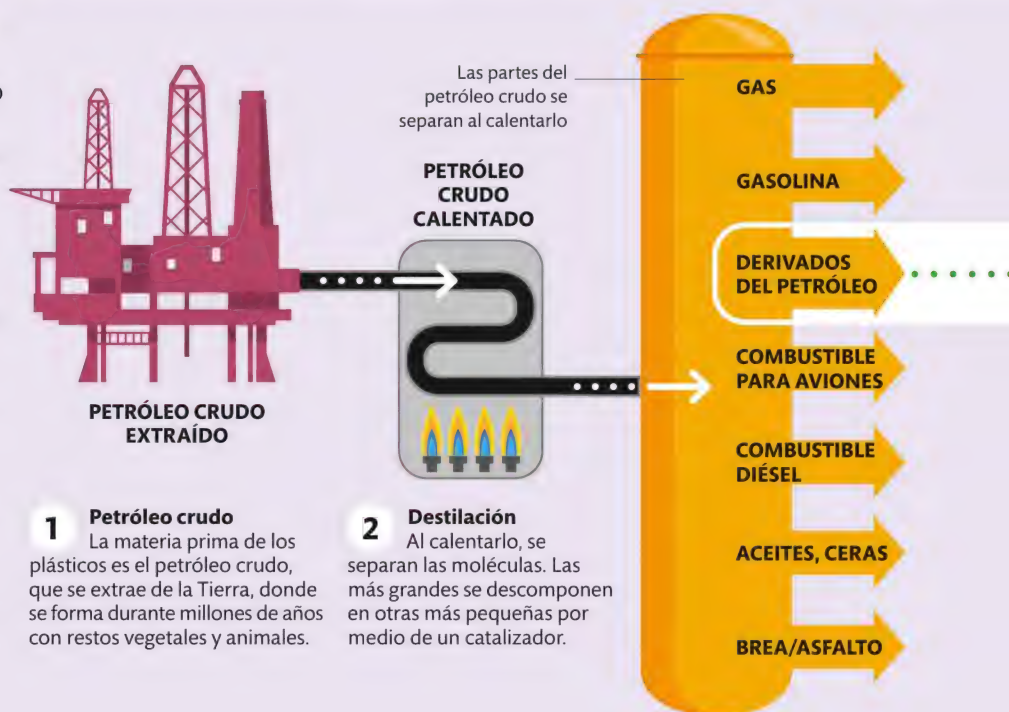 Las partes del
petróleo crudo se
separan al calentarlo
PETRÓLEO
CRUDO
CALENTADO
PETRÓLEO CRUDO
EXTRAÍDO
1 Petróleo crudo
La materia prima de los
plásticos es el petróleo crudo,
que se extrae de la Tierra, donde
se forma durante millones de años
con restos vegetales y animales.
2 Destilación
Al calentarlo, se
separan las moléculas. Las
más grandes se descomponen
en otras más pequeñas por
medio de un catalizador.
GAS
GASOLINA
DERIVADOS
DEL PETRÓLEO
COMBUSTIBLE
PARA AVIONES
COMBUSTIBLE
DIÉSEL
ACEITES, CERAS
BREA/ASFALTO